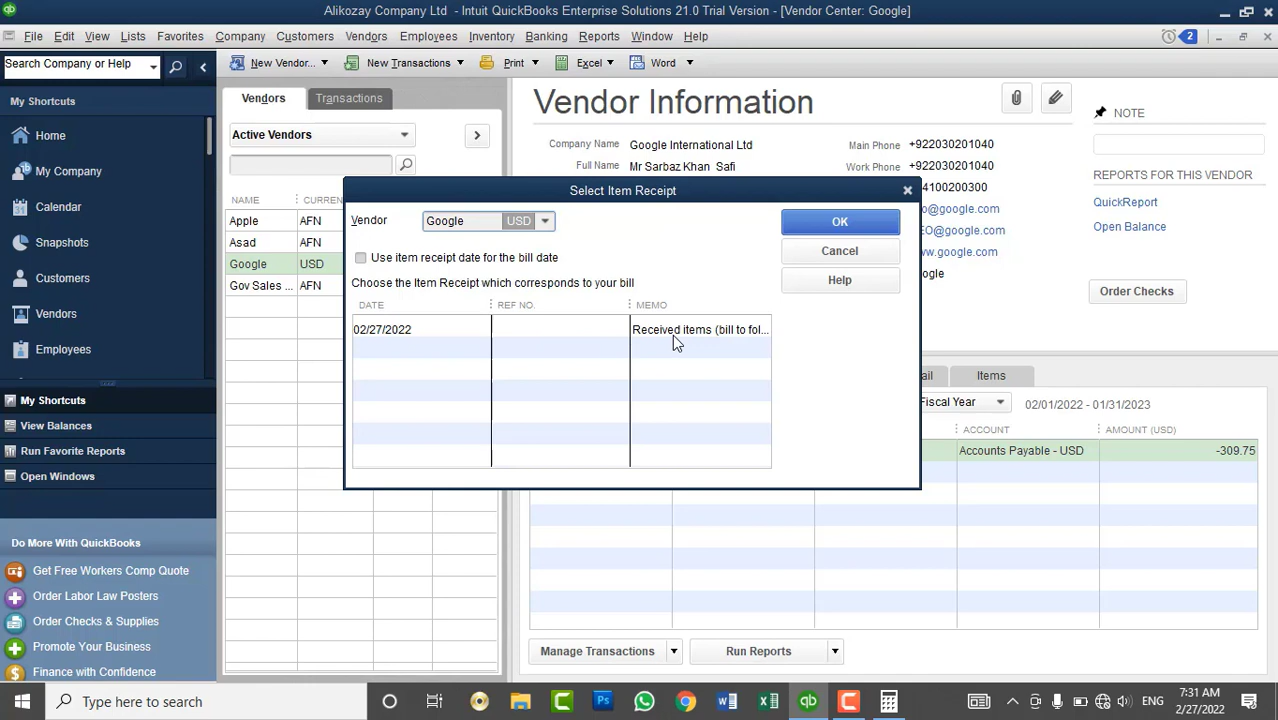 Alikozay Company Ltd - Intuit QuickBooks Enterprise Solutions 21.0 Trial Version - [Vendor Center: Google]
File Edit View Lists Favorites Company Customers Vendors Employees Inventory Banking Reports Window Help
2
Search Company or Help
New Vendor... New Transactions Print Excel Word
My Shortcuts
Home
My Company
Calendar
Snapshots
Customers
Vendors
Employees
My Shortcuts
View Balances
Run Favorite Reports
Open Windows
Do More With QuickBooks
Get Free Workers Comp Quote
Order Labor Law Posters
Order Checks & Supplies
Promote Your Business
Finance with Confidence
Vendors Transactions
Active Vendors
NAME CURREN
Apple AFN
Asad AFN
Google USD
Gov Sales ... AFN
Vendor Information
Company Name Google International Ltd
Full Name Mr Sarbaz Khan Safi
Main Phone +922030201040
Work Phone +922030201040
4100200300
o@google.com
EO@google.com
ww.google.com
oogle
NOTE
REPORTS FOR THIS VENDOR
QuickReport
Open Balance
Order Checks
Select Item Receipt
Vendor Google USD
OK
Cancel
Help
Use item receipt date for the bill date
Choose the Item Receipt which corresponds to your bill
DATE REF NO. MEMO
02/27/2022 Received items (bill to fol...
ail Items
Fiscal Year 02/01/2022 - 01/31/2023
ACCOUNT AMOUNT (USD)
Accounts Payable - USD -309.75
Manage Transactions Run Reports
Type here to search
ENG
7:31 AM
2/27/2022